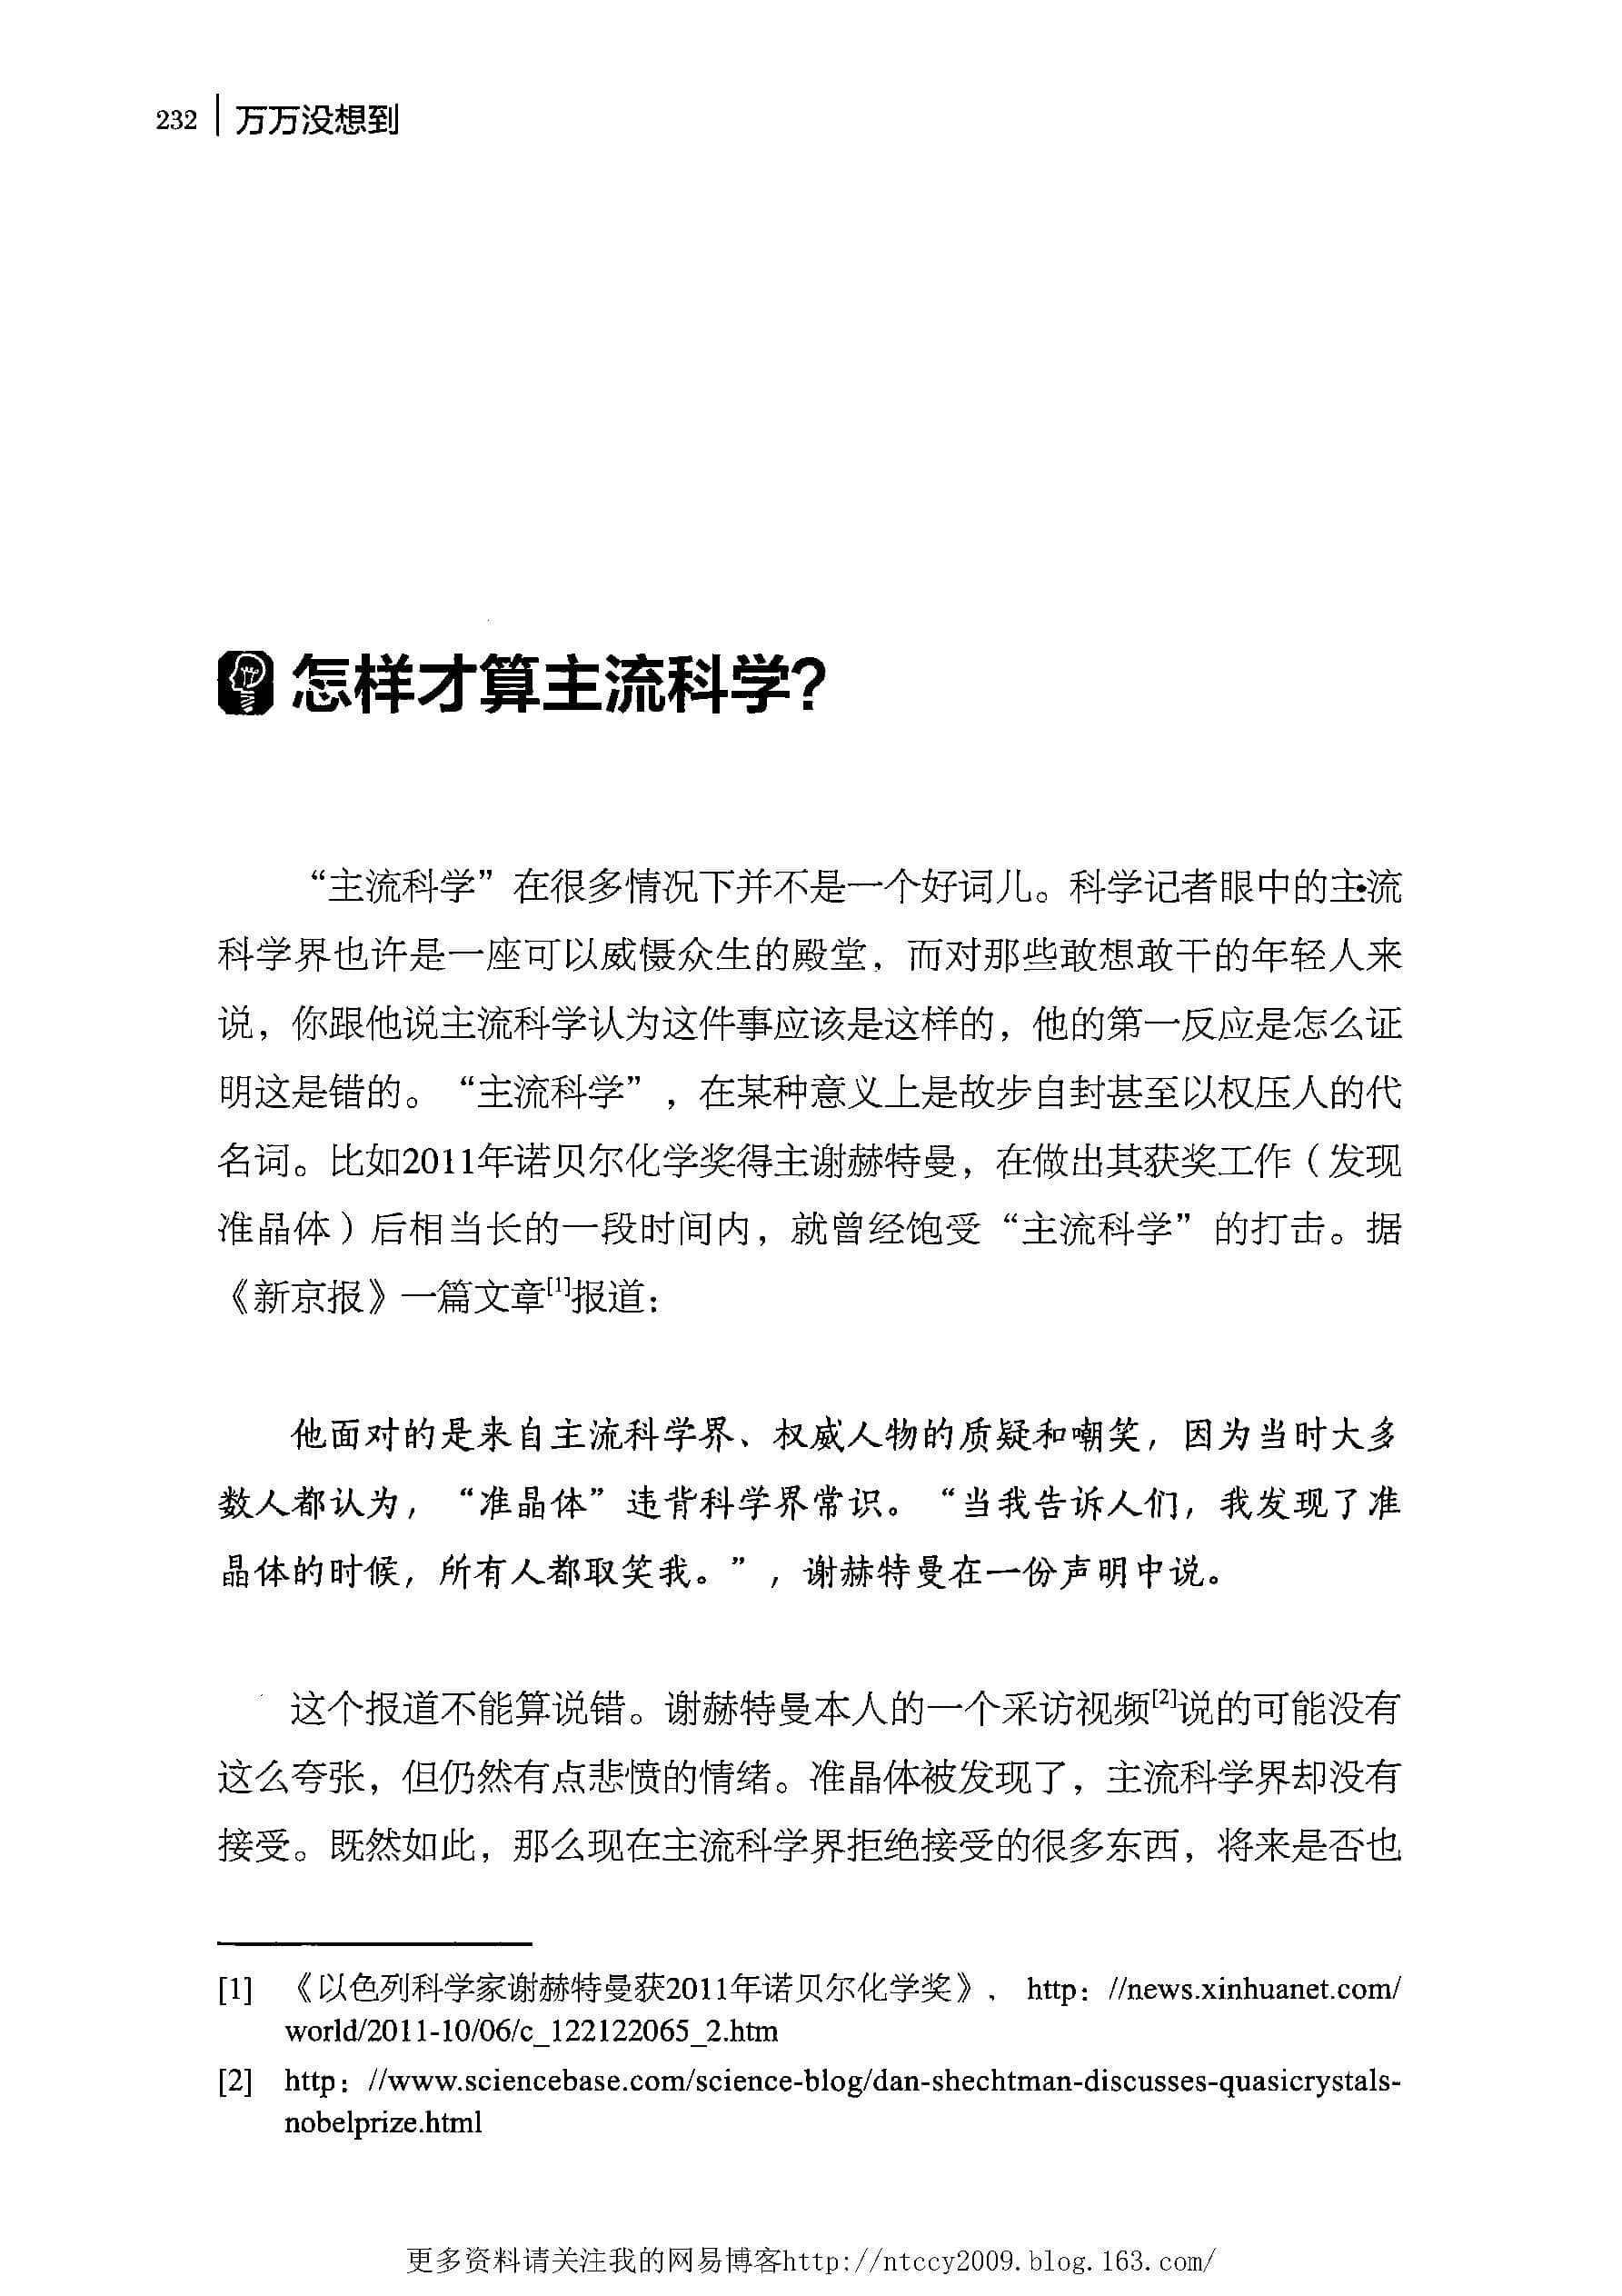 232 万万没想到
怎样才算主流科学?
“主流科学”在很多情况下并不是一个好词儿。科学记者眼中的主流
科学界也许是一座可以威慑众生的殿堂，而对那些敢想敢干的年轻人来
说，你跟他说主流科学认为这件事应该是这样的，他的第一反应是怎么证
明这是错的。“主流科学”，在某种意义上是故步自封甚至以权压人的代
名词。比如2011年诺贝尔化学奖得主谢赫特曼，在做出其获奖工作（发现
准晶体）后相当长的一段时间内，就曾经饱受“主流科学”的打击。据
《新京报》一篇文章[1]报道：
他面对的是来自主流科学界、权威人物的质疑和嘲笑，因为当时大多
数人都认为，“准晶体”违背科学界常识。“当我告诉人们，我发现了准
晶体的时候，所有人都取笑我。”，谢赫特曼在一份声明中说。
这个报道不能算说错。谢赫特曼本人的一个采访视频[2]说的可能没有
这么夸张，但仍然有点悲愤的情绪。准晶体被发现了，主流科学界却没有
接受。既然如此，那么现在主流科学界拒绝接受的很多东西，将来是否也
[1] 《以色列科学家谢赫特曼获2011年诺贝尔化学奖》， http：//news.xinhuanet.com/
world/2011-10/06/c_122122065_2.htm
[2] http：//www.sciencebase.com/science-blog/dan-shechtman-discusses-quasicrystals-
nobelprize.html
更多资料请关注我的网易博客http://ntccy2009.blog.163.com/